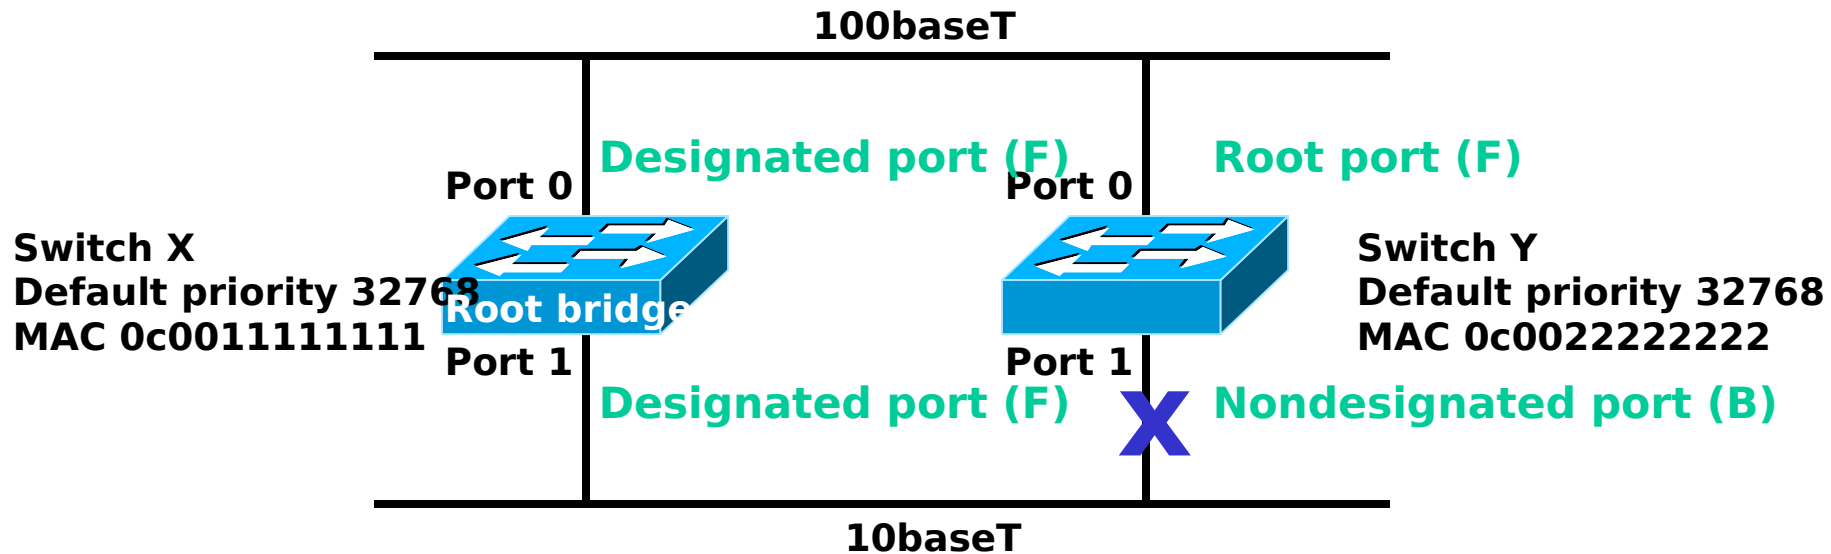 100baseT
Designated port (F)
Root port (F)
Port 0
Port 0
Switch X
Default priority 32768
MAC 0c0011111111
Root bridge
Switch Y
Default priority 32768
MAC 0c0022222222
Port 1
Port 1
Designated port (F)
X
Nondesignated port (B)
10baseT